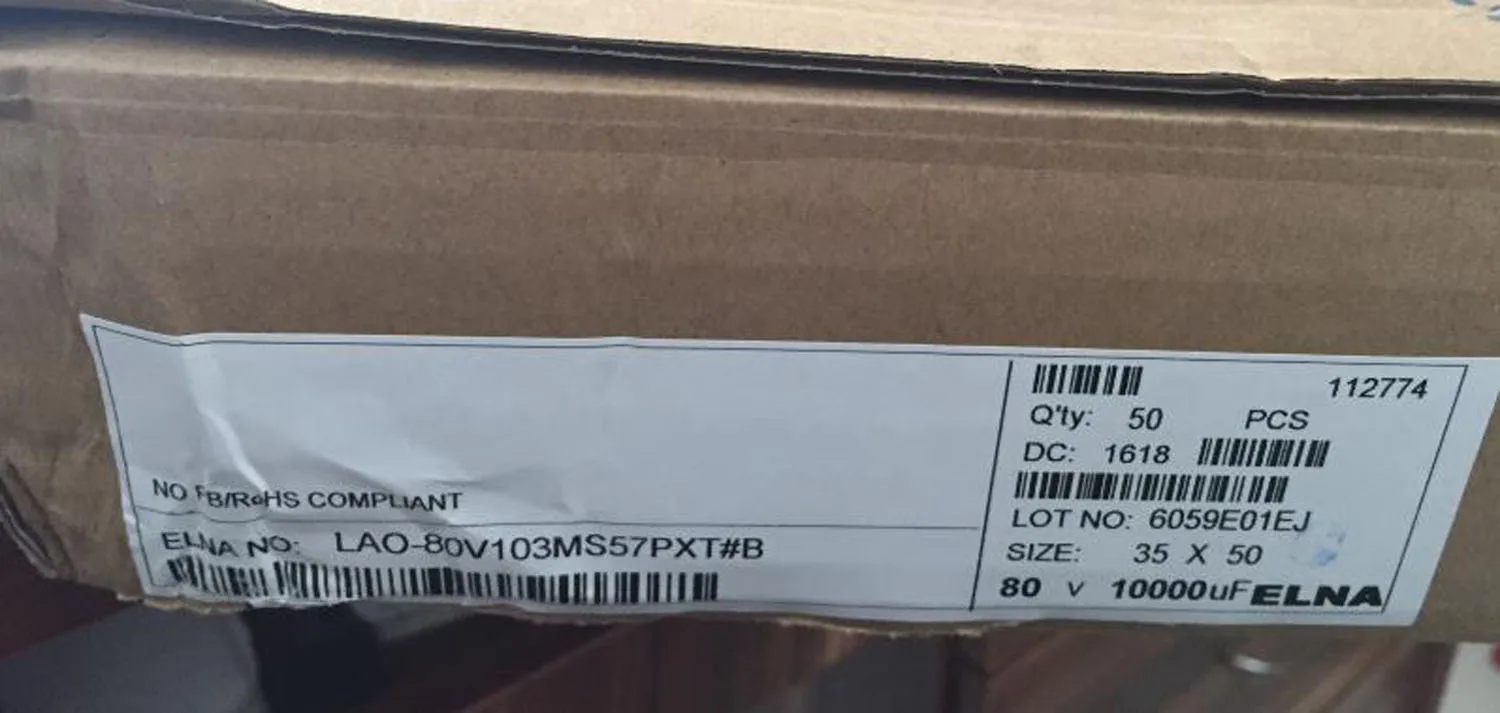 112774
Q'ty: 50 PCS
DC: 1618
LOT NO: 6059E01EJ
SIZE: 35 X 50
80 V 10000uF ELNA
NO PB/RoHS COMPLIANT
ELNA NO: LAO-80V103MS57PXT#B